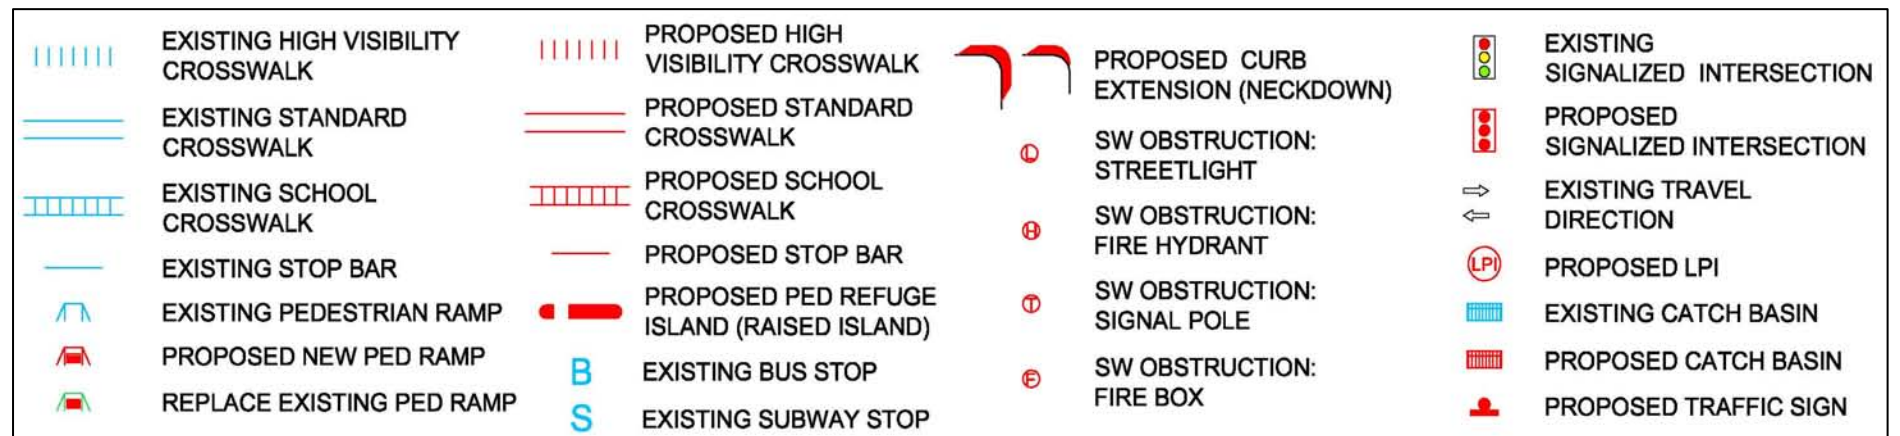 EXISTING HIGH VISIBILITY
CROSSWALK
EXISTING STANDARD
CROSSWALK
EXISTING SCHOOL
CROSSWALK
EXISTING STOP BAR
EXISTING PEDESTRIAN RAMP
PROPOSED NEW PED RAMP
REPLACE EXISTING PED RAMP
PROPOSED HIGH
VISIBILITY CROSSWALK
PROPOSED STANDARD
CROSSWALK
PROPOSED SCHOOL
CROSSWALK
PROPOSED STOP BAR
PROPOSED PED REFUGE
ISLAND (RAISED ISLAND)
B EXISTING BUS STOP
S EXISTING SUBWAY STOP
PROPOSED CURB
EXTENSION (NECKDOWN)
L SW OBSTRUCTION:
STREETLIGHT
H SW OBSTRUCTION:
FIRE HYDRANT
T SW OBSTRUCTION:
SIGNAL POLE
F SW OBSTRUCTION:
FIRE BOX
EXISTING
SIGNALIZED INTERSECTION
PROPOSED
SIGNALIZED INTERSECTION
EXISTING TRAVEL
DIRECTION
LPI PROPOSED LPI
EXISTING CATCH BASIN
PROPOSED CATCH BASIN
PROPOSED TRAFFIC SIGN